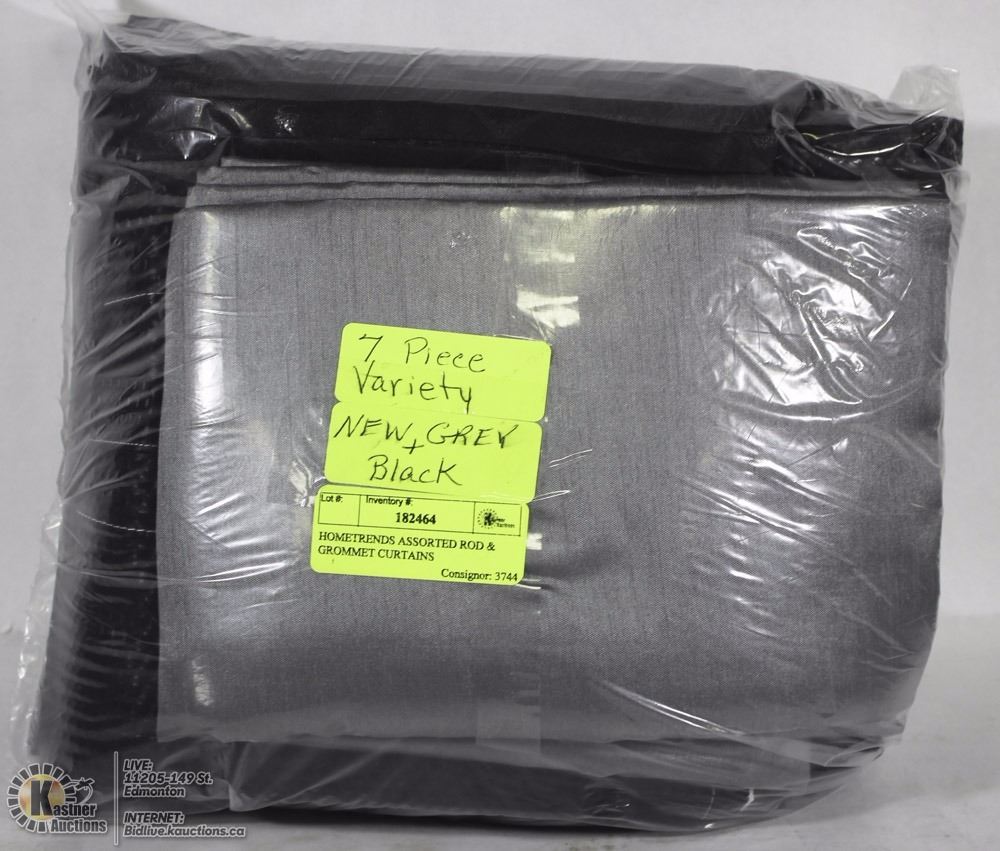 7 Piece
Variety
NEW + GREY
Black
Lot #:
Inventory #:
182464
HOMETRENDS ASSORTED ROD &
GROMMET CURTAINS
Consignor: 3744
Kastner
Auctions
LIVE:
11205-149 St.
Edmonton
INTERNET:
Bidlive.kauctions.ca